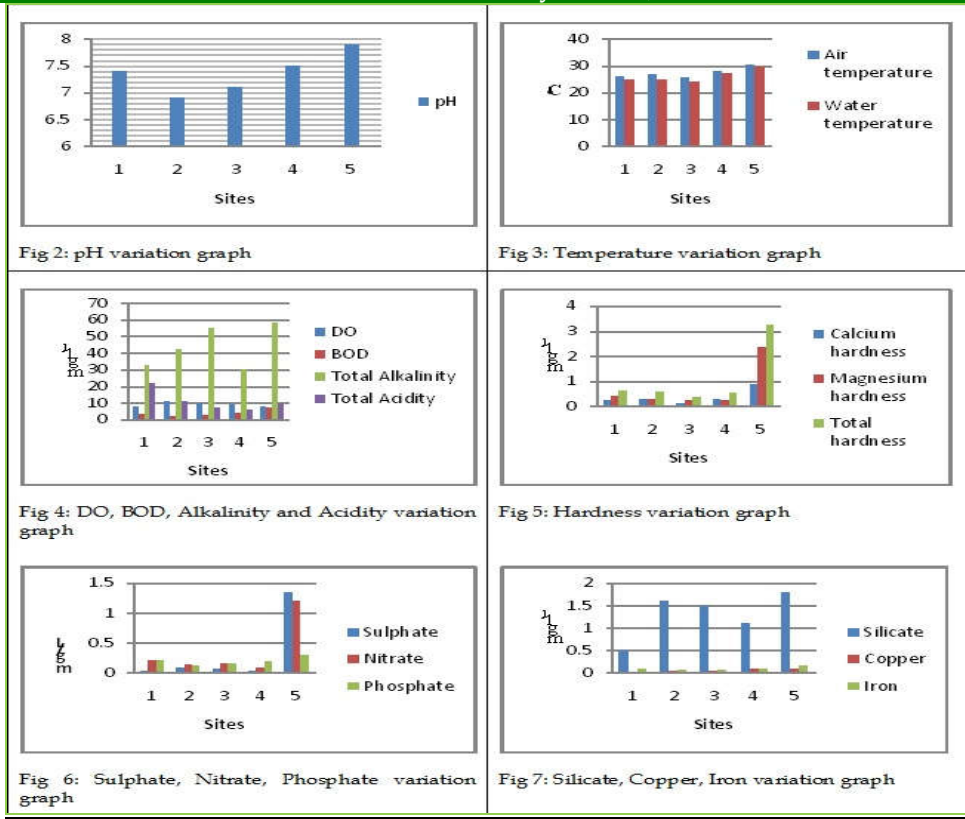 8
7.5
7
6.5
6
1 2 3 4 5
Sites
pH
Fig 2: pH variation graph
40
30
20
10
0
1 2 3 4 5
Sites
Air
temperature
Water
temperature
Fig 3: Temperature variation graph
70
60
50
40
30
20
10
0
1 2 3 4 5
Sites
DO
BOD
Total Alkalinity
Total Acidity
Fig 4: DO, BOD, Alkalinity and Acidity variation
graph
4
3
2
1
0
1 2 3 4 5
Sites
Calcium
hardness
Magnesium
hardness
Total
hardness
Fig 5: Hardness variation graph
1.5
1
0.5
0
1 2 3 4 5
Sites
Sulphate
Nitrate
Phosphate
Fig 6: Sulphate, Nitrate, Phosphate variation
graph
2
1.5
1
0.5
0
1 2 3 4 5
Sites
Silicate
Copper
Iron
Fig 7: Silicate, Copper, Iron variation graph